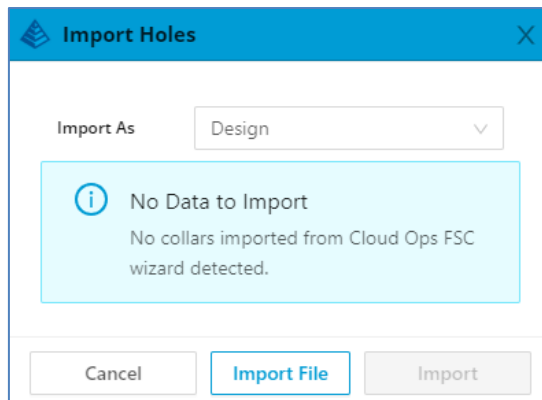 Import Holes
Import As
Design
No Data to Import
No collars imported from Cloud Ops FSC
wizard detected.
Cancel
Import File
Import